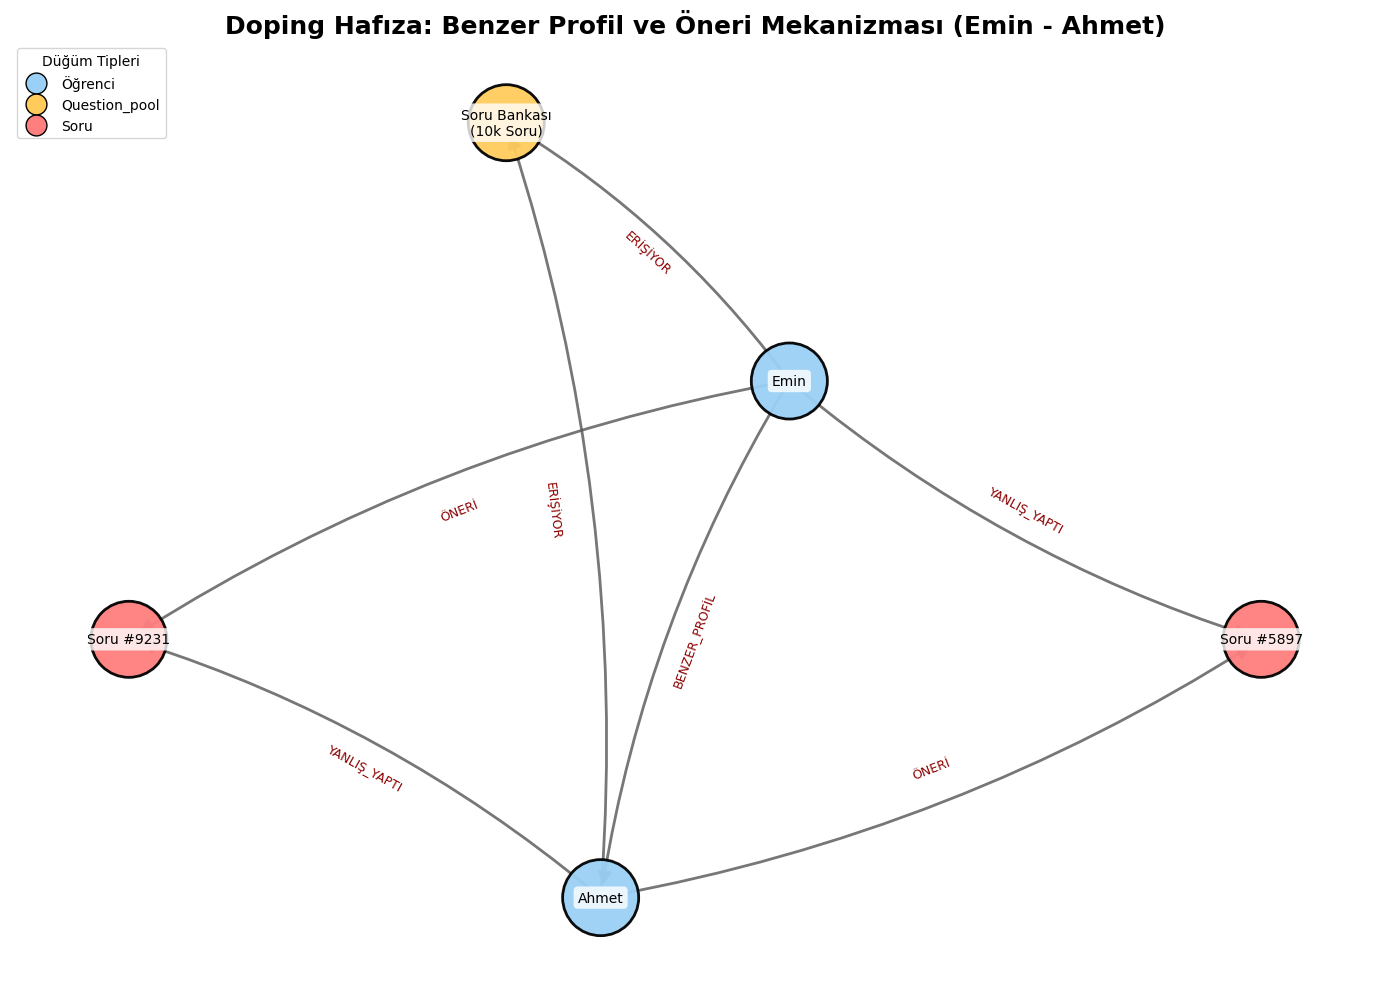 Doping Hafıza: Benzer Profil ve Öneri Mekanizması (Emin - Ahmet)
Düğüm Tipleri
Öğrenci
Question_pool
Soru
Soru Bankası
(10k Soru)
ERİŞİYOR
Emin
ÖNERİ
ERİŞİYOR
YANLIŞ_YAPTI
BENZER_PROFİL
Soru #9231
Soru #5897
YANLIŞ_YAPTI
ÖNERİ
Ahmet